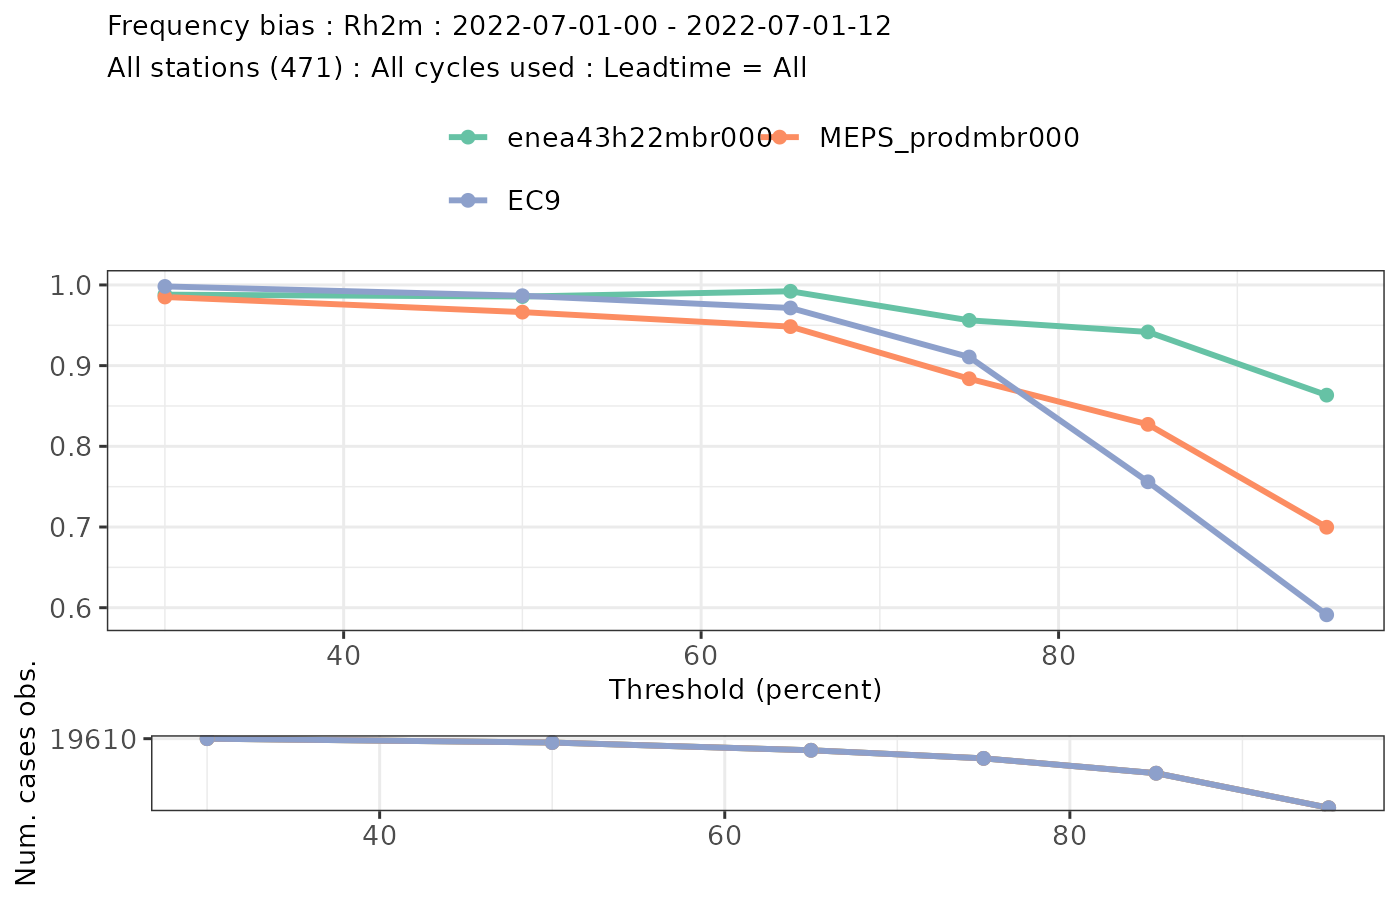 Frequency bias : Rh2m : 2022-07-01-00 - 2022-07-01-12
All stations (471) : All cycles used : Leadtime = All
enea43h22mbr000 MEPS_prodmbr000
EC9
1.0
0.9
0.8
0.7
0.6
40 60 80
Threshold (percent)
Num. cases obs.
19610
40 60 80